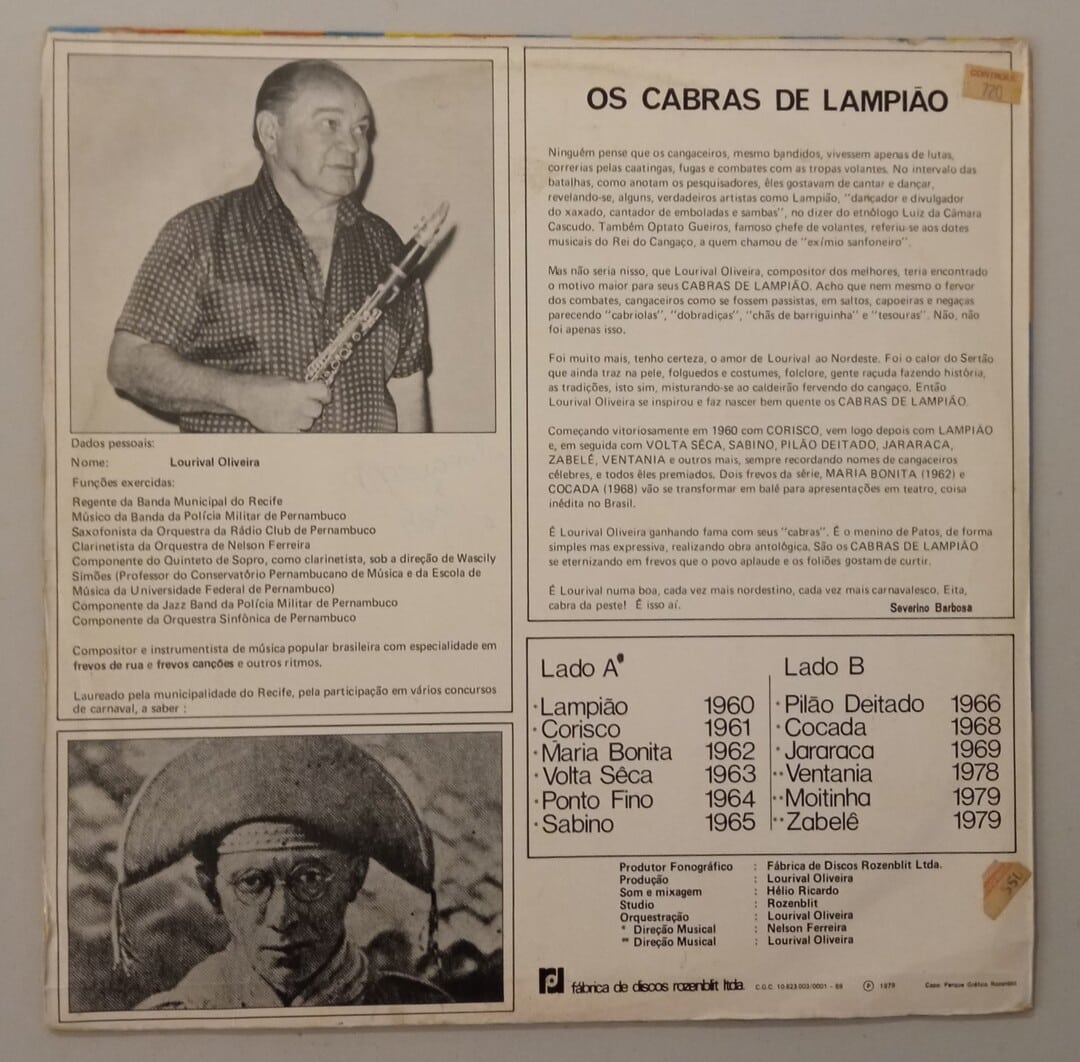 Dados pessoais:
Nome: Lourival Oliveira
Funções exercidas:
Regente da Banda Municipal do Recife
Músico da Banda da Polícia Militar de Pernambuco
Saxofonista da Orquestra da Rádio Club de Pernambuco
Clarinetista da Orquestra de Nelson Ferreira
Componente do Quinteto de Sopro, como clarinetista, sob a direção de Wascily
Simões (Professor do Conservatório Pernambucano de Música e da Escola de
Música da Universidade Federal de Pernambuco)
Componente da Jazz Band da Polícia Militar de Pernambuco
Componente da Orquestra Sinfônica de Pernambuco
Compositor e instrumentista de música popular brasileira com especialidade em
frevos de rua e frevos canções e outros ritmos.
Laureado pela municipalidade do Recife, pela participação em vários concursos
de carnaval, a saber :
CONTROLE
720
OS CABRAS DE LAMPIÃO
Ninguém pense que os cangaceiros, mesmo bandidos, vivessem apenas de lutas,
correrias pelas caatingas, fugas e combates com as tropas volantes. No intervalo das
batalhas, como anotam os pesquisadores, êles gostavam de cantar e dançar,
revelando-se, alguns, verdadeiros artistas como Lampião, "dançador e divulgador
do xaxado, cantador de emboladas e sambas", no dizer do etnólogo Luiz da Câmara
Cascudo. Também Optato Gueiros, famoso chefe de volantes, referiu-se aos dotes
musicais do Rei do Cangaço, a quem chamou de "exímio sanfoneiro".
Mas não seria nisso, que Lourival Oliveira, compositor dos melhores, teria encontrado
o motivo maior para seus CABRAS DE LAMPIÃO. Acho que nem mesmo o fervor
dos combates, cangaceiros como se fossem passistas, em saltos, capoeiras e negaças
parecendo "cabriolas", "dobradiças", "chãs de barriguinha" e "tesouras". Não, não
foi apenas isso.
Foi muito mais, tenho certeza, o amor de Lourival ao Nordeste. Foi o calor do Sertão
que ainda traz na pele, folguedos e costumes, folclore, gente raçuda fazendo história,
as tradições, isto sim, misturando-se ao caldeirão fervendo do cangaço. Então
Lourival Oliveira se inspirou e faz nascer bem quente os CABRAS DE LAMPIÃO.
Começando vitoriosamente em 1960 com CORISCO, vem logo depois com LAMPIÃO
e, em seguida com VOLTA SÊCA, SABINO, PILÃO DEITADO, JARARACA,
ZABELÊ, VENTANIA e outros mais, sempre recordando nomes de cangaceiros
célebres, e todos êles premiados. Dois frevos da série, MARIA BONITA (1962) e
COCADA (1968) vão se transformar em balé para apresentações em teatro, coisa
inédita no Brasil.
É Lourival Oliveira ganhando fama com seus "cabras". É o menino de Patos, de forma
simples mas expressiva, realizando obra antológica. São os CABRAS DE LAMPIÃO
se eternizando em frevos que o povo aplaude e os foliões gostam de curtir.
É Lourival numa boa, cada vez mais nordestino, cada vez mais carnavalesco. Eita,
cabra da peste! É isso aí.
Severino Barbosa
Lado A
* Lampião 1960
* Corisco 1961
* Maria Bonita 1962
* Volta Sêca 1963
* Ponto Fino 1964
* Sabino 1965
Lado B
* Pilão Deitado 1966
* Cocada 1968
* Jararaca 1969
** Ventania 1978
** Moitinha 1979
** Zabelê 1979
Produtor Fonográfico : Fábrica de Discos Rozenblit Ltda.
Produção : Lourival Oliveira
Som e mixagem : Hélio Ricardo
Studio : Rozenblit
Orquestração : Lourival Oliveira
* Direção Musical : Nelson Ferreira
** Direção Musical : Lourival Oliveira
fábrica de discos rozenblit ltda. C.G.C. 10.823.003/0001 - 69 ℗ 1979 Capa: Parque Gráfico Rozenblit